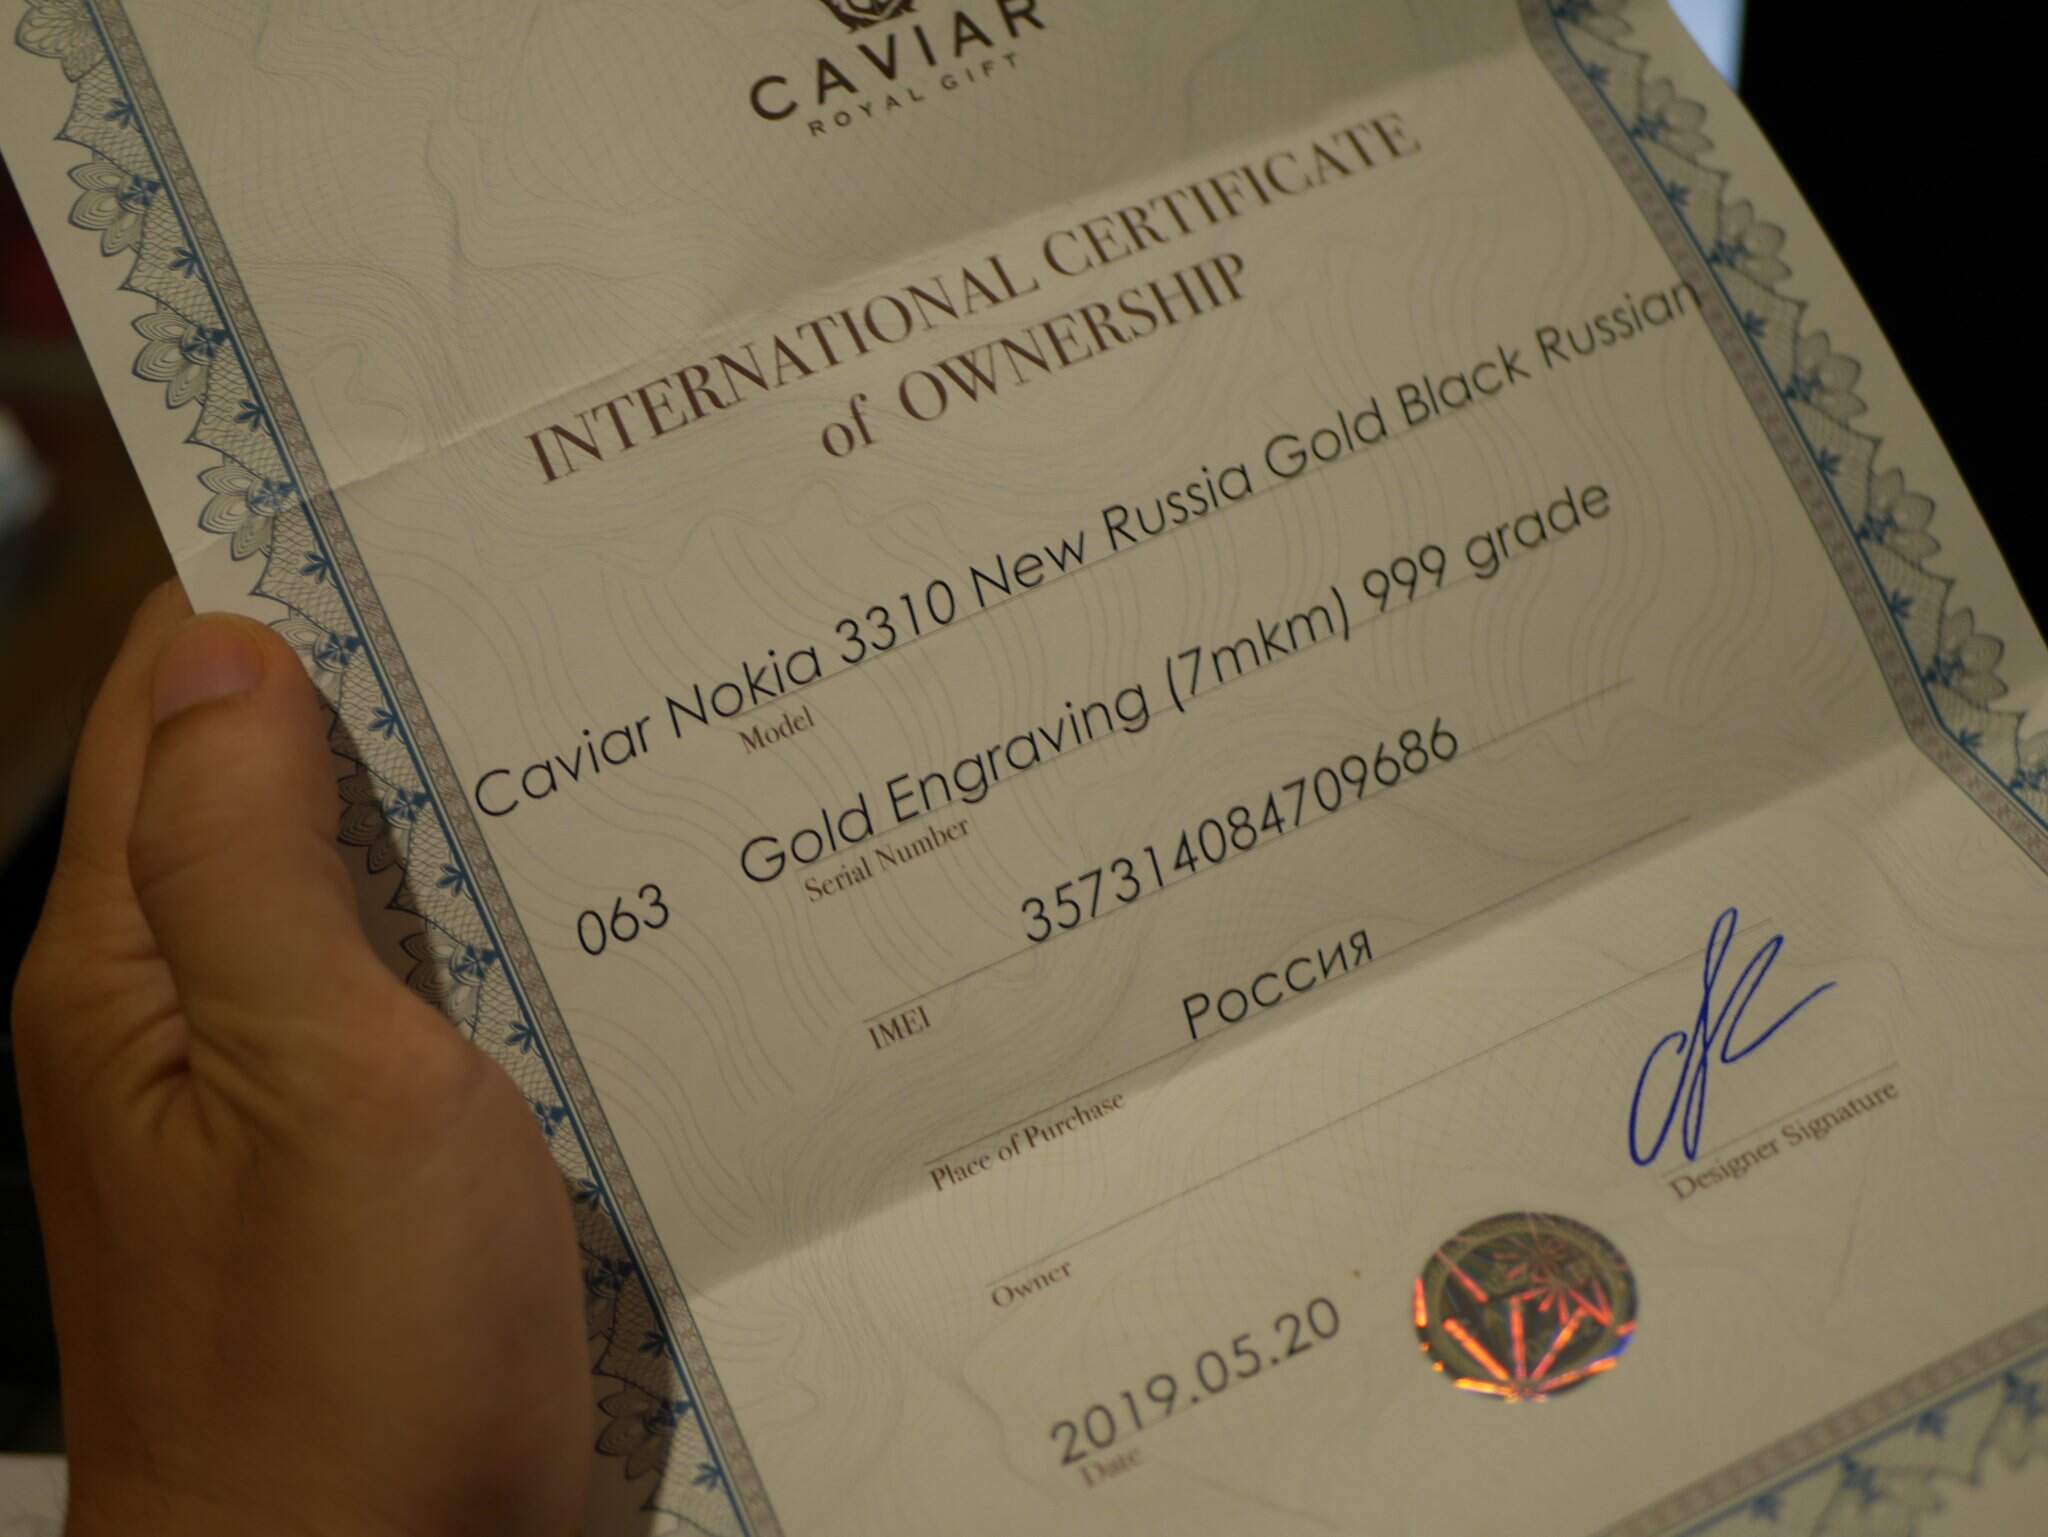 CAVIAR
ROYAL GIFT
INTERNATIONAL CERTIFICATE
of OWNERSHIP
Caviar Nokia 3310 New Russia Gold Black Russian
Model
063 Gold Engraving (7mkm) 999 grade
Serial Number
357314084709686
IMEI
Россия
Place of Purchase
Designer Signature
Owner
2019.05.20
Date